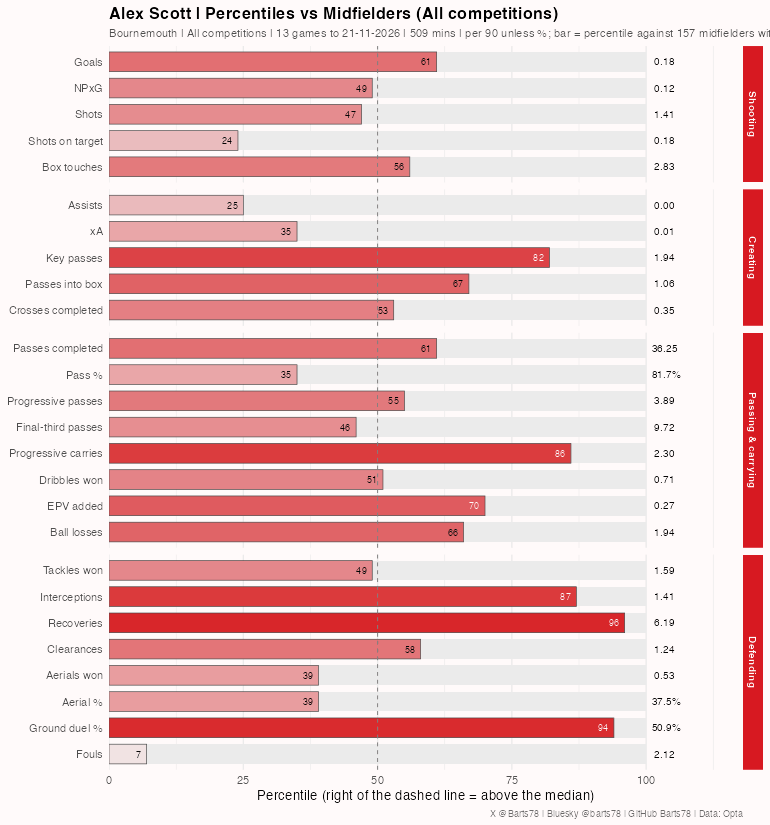 Alex Scott | Percentiles vs Midfielders (All competitions)
Bournemouth | All competitions | 13 games to 21-11-2026 | 509 mins | per 90 unless %; bar = percentile against 157 midfielders wit
Goals 61 0.18
NPxG 49 0.12
Shots 47 1.41
Shots on target 24 0.18
Box touches 56 2.83
Shooting
Assists 25 0.00
xA 35 0.01
Key passes 82 1.94
Passes into box 67 1.06
Crosses completed 53 0.35
Creating
Passes completed 61 36.25
Pass % 35 81.7%
Progressive passes 55 3.89
Final-third passes 46 9.72
Progressive carries 86 2.30
Dribbles won 51 0.71
EPV added 70 0.27
Ball losses 66 1.94
Passing & carrying
Tackles won 49 1.59
Interceptions 87 1.41
Recoveries 96 6.19
Clearances 58 1.24
Aerials won 39 0.53
Aerial % 39 37.5%
Ground duel % 94 50.9%
Fouls 7 2.12
Defending
0 25 50 75 100
Percentile (right of the dashed line = above the median)
X @Barts78 | Bluesky @barts78 | GitHub Barts78 | Data: Opta